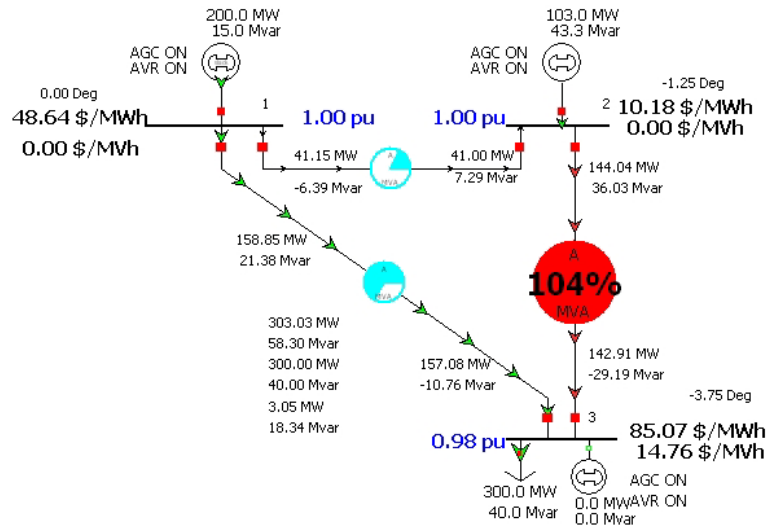 200.0 MW
15.0 Mvar
AGC ON
AVR ON
103.0 MW
43.3 Mvar
AGC ON
AVR ON
0.00 Deg
48.64 $/MWh
0.00 $/MVh
1
1.00 pu
1.00 pu
2
-1.25 Deg
10.18 $/MWh
0.00 $/MVh
41.15 MW
-6.39 Mvar
A
MVA
41.00 MW
7.29 Mvar
144.04 MW
36.03 Mvar
158.85 MW
21.38 Mvar
A
MVA
A
104%
MVA
303.03 MW
58.30 Mvar
300.00 MW
40.00 Mvar
3.05 MW
18.34 Mvar
157.08 MW
-10.76 Mvar
142.91 MW
-29.19 Mvar
-3.75 Deg
3
0.98 pu
85.07 $/MWh
14.76 $/MVh
300.0 MW
40.0 Mvar
AGC ON
0.0 MW AVR ON
0.0 Mvar